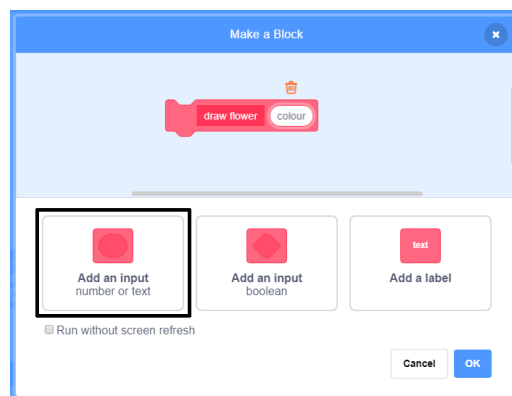 Make a Block
draw flower colour
text
Add an input
number or text
Add an input
boolean
Add a label
Run without screen refresh
Cancel OK